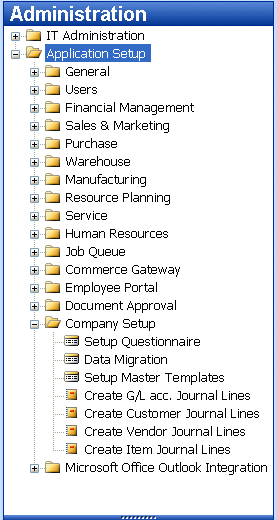 Administration
IT Administration
Application Setup
General
Users
Financial Management
Sales & Marketing
Purchase
Warehouse
Manufacturing
Resource Planning
Service
Human Resources
Job Queue
Commerce Gateway
Employee Portal
Document Approval
Company Setup
Setup Questionnaire
Data Migration
Setup Master Templates
Create G/L acc. Journal Lines
Create Customer Journal Lines
Create Vendor Journal Lines
Create Item Journal Lines
Microsoft Office Outlook Integration